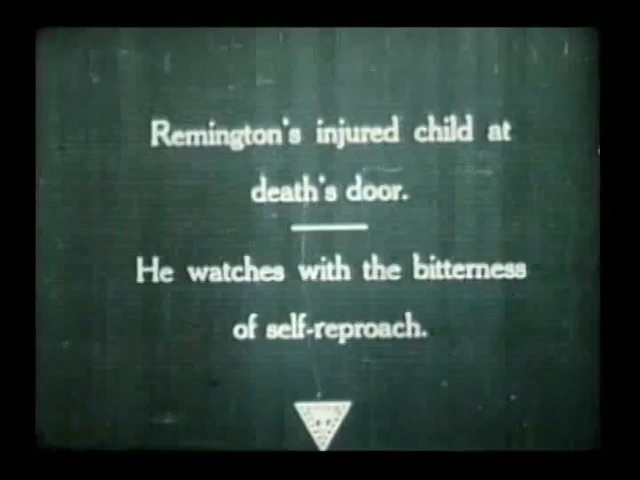 Remington's injured child at
death's door.
He watches with the bitterness
of self-reproach.